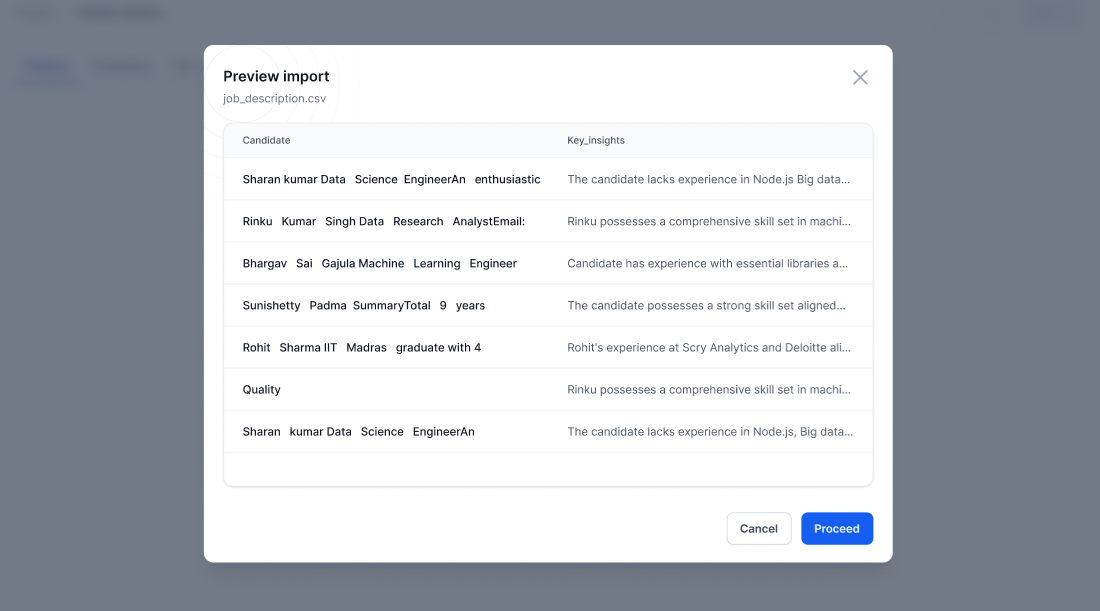 Preview import
job_description.csv
Candidate Key_insights
Sharan kumar Data Science EngineerAn enthusiastic The candidate lacks experience in Node.js Big data...
Rinku Kumar Singh Data Research AnalystEmail: Rinku possesses a comprehensive skill set in machi...
Bhargav Sai Gajula Machine Learning Engineer Candidate has experience with essential libraries a...
Sunishetty Padma SummaryTotal 9 years The candidate possesses a strong skill set aligned...
Rohit Sharma IIT Madras graduate with 4 Rohit's experience at Scry Analytics and Deloitte ali...
Quality Rinku possesses a comprehensive skill set in machi...
Sharan kumar Data Science EngineerAn The candidate lacks experience in Node.js, Big data...
Cancel Proceed